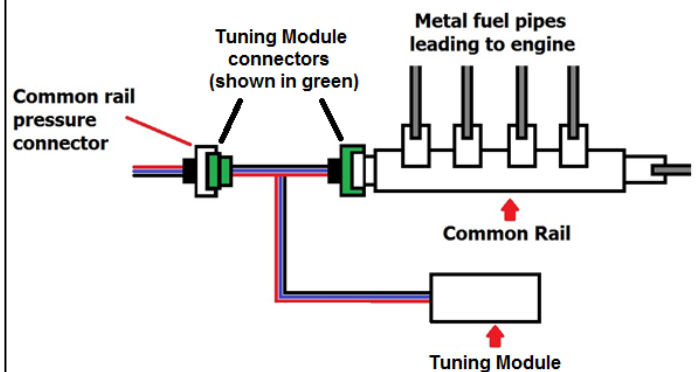 Metal fuel pipes
leading to engine
Tuning Module
connectors
(shown in green)
Common rail
pressure
connector
Common Rail
Tuning Module